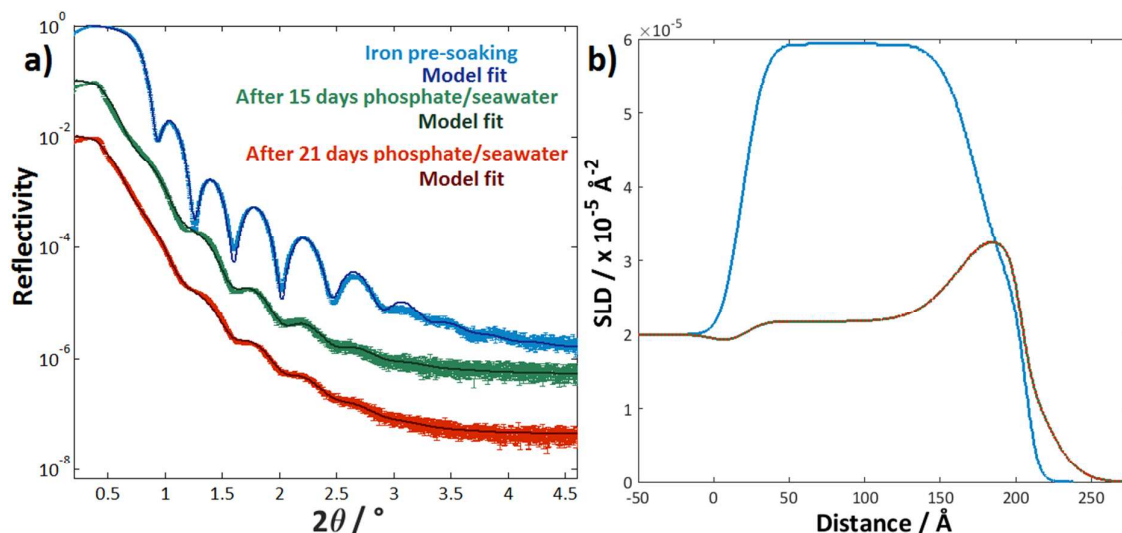 a)
Iron pre-soaking
Model fit
After 15 days phosphate/seawater
Model fit
After 21 days phosphate/seawater
Model fit
Reflectivity
10^0
10^-2
10^-4
10^-6
10^-8
0.5 1 1.5 2 2.5 3 3.5 4 4.5
2θ / °
b)
×10^-5
SLD / x 10^-5 Å^-2
6
5
4
3
2
1
0
-50 0 50 100 150 200 250
Distance / Å